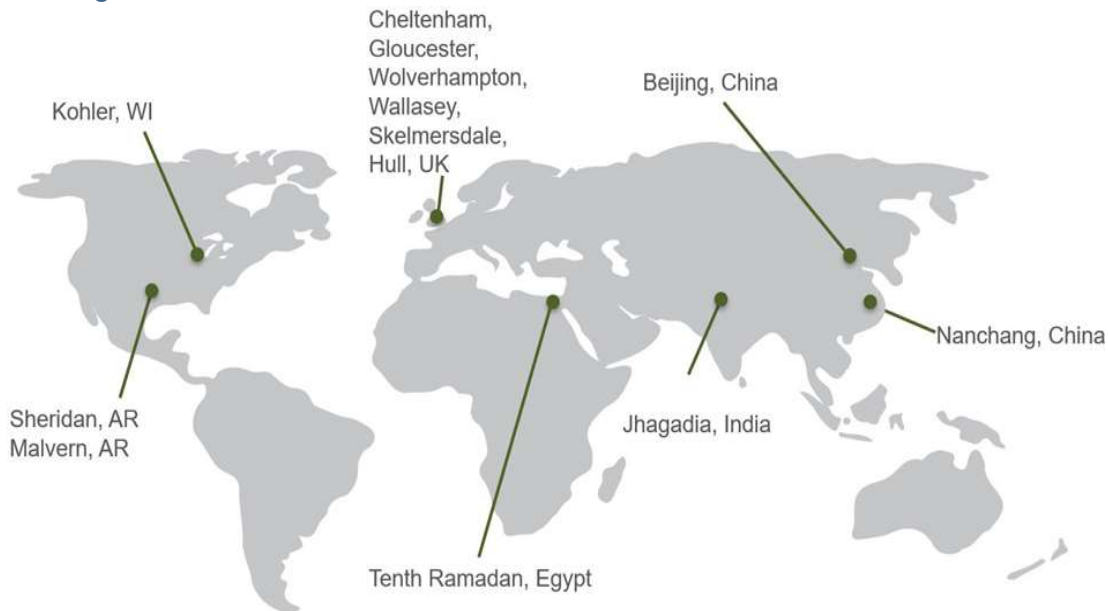 Cheltenham,
Gloucester,
Wolverhampton,
Wallasey,
Skelmersdale,
Hull, UK
Beijing, China
Kohler, WI
Nanchang, China
Sheridan, AR
Malvern, AR
Jhagadia, India
Tenth Ramadan, Egypt